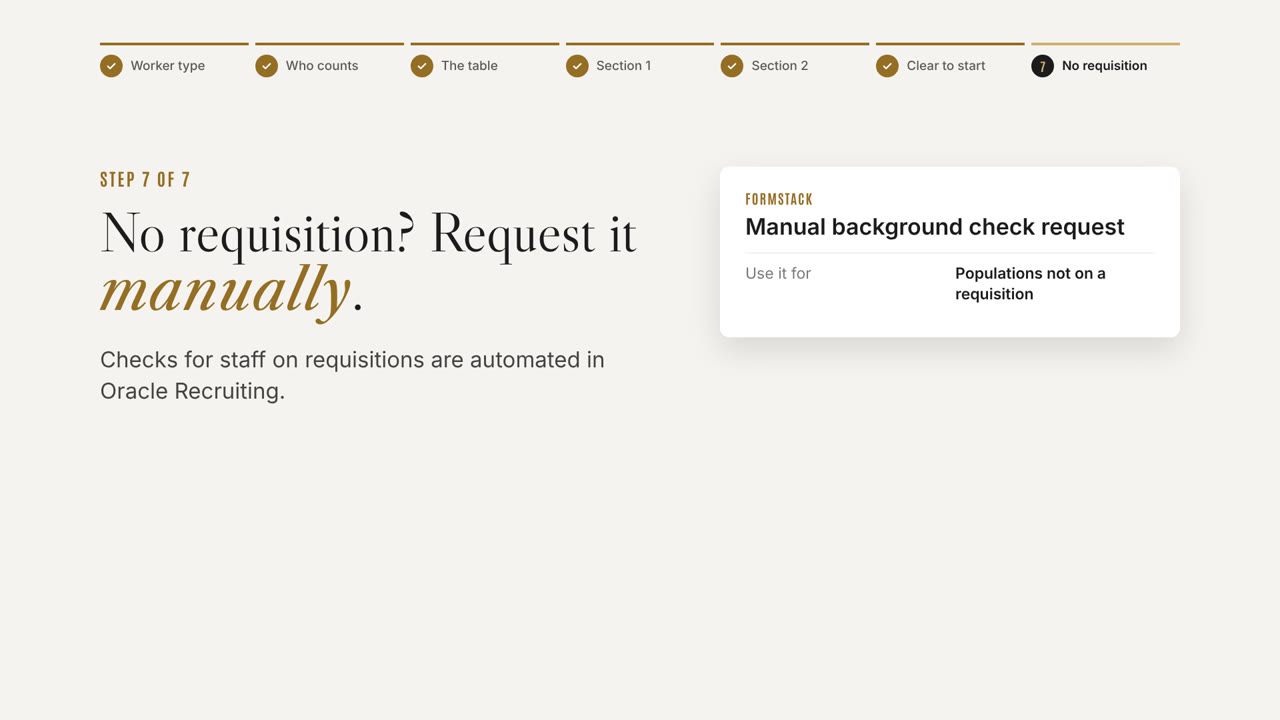 Worker type
Who counts
The table
Section 1
Section 2
Clear to start
7 No requisition
STEP 7 OF 7
No requisition? Request it
manually.
Checks for staff on requisitions are automated in
Oracle Recruiting.
FORMSTACK
Manual background check request
Use it for
Populations not on a
requisition